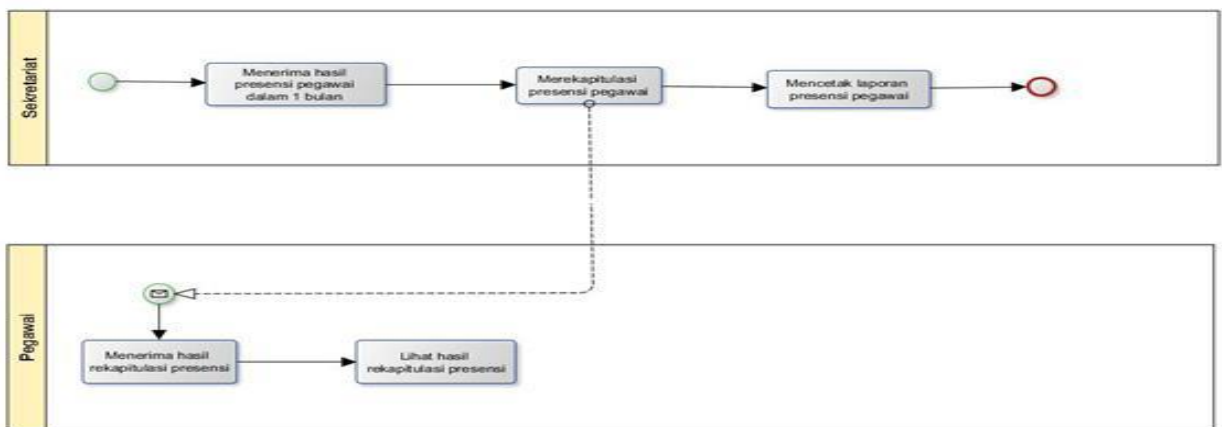 Sekretariat
Menerima hasil
presensi pegawai
dalam 1 bulan
Merekapitulasi
presensi pegawai
Mencetak laporan
presensi pegawai
Pegawai
Menerima hasil
rekapitulasi presensi
Lihat hasil
rekapitulasi presensi